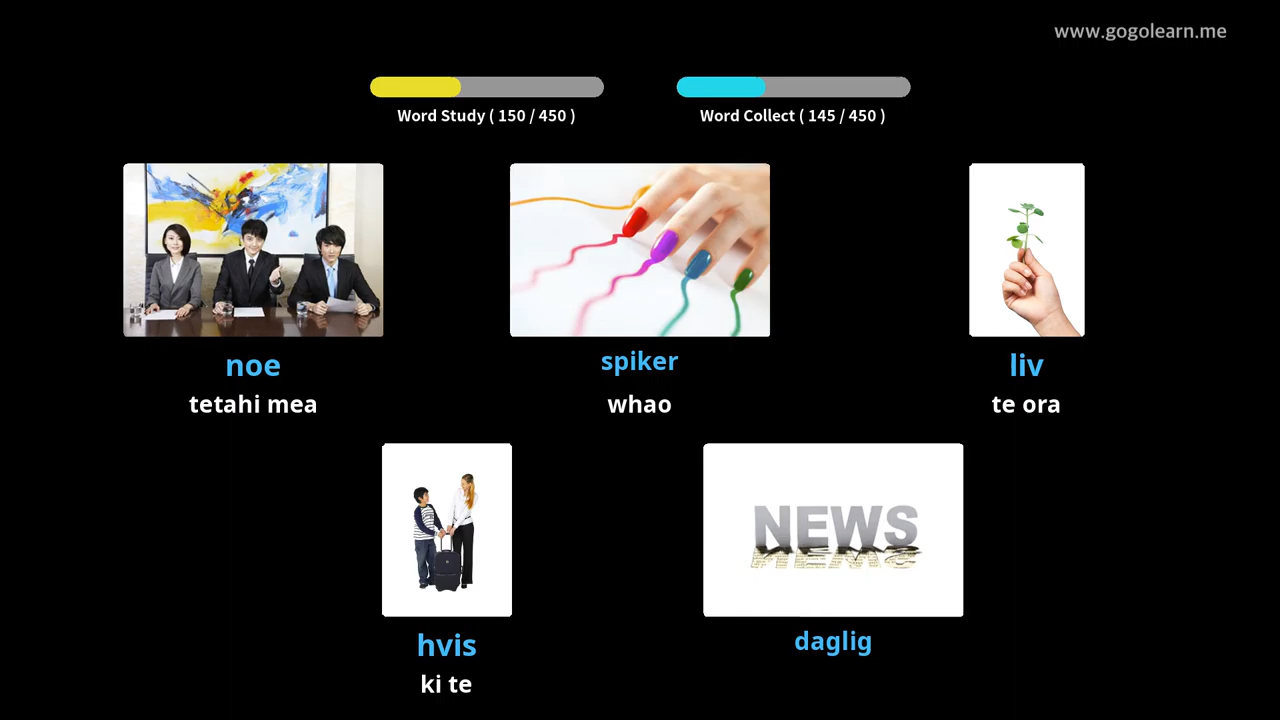 www.gogolearn.me
Word Study ( 150 / 450 )
Word Collect ( 145 / 450 )
noe
tetahi mea
spiker
whao
liv
te ora
hvis
ki te
NEWS
daglig